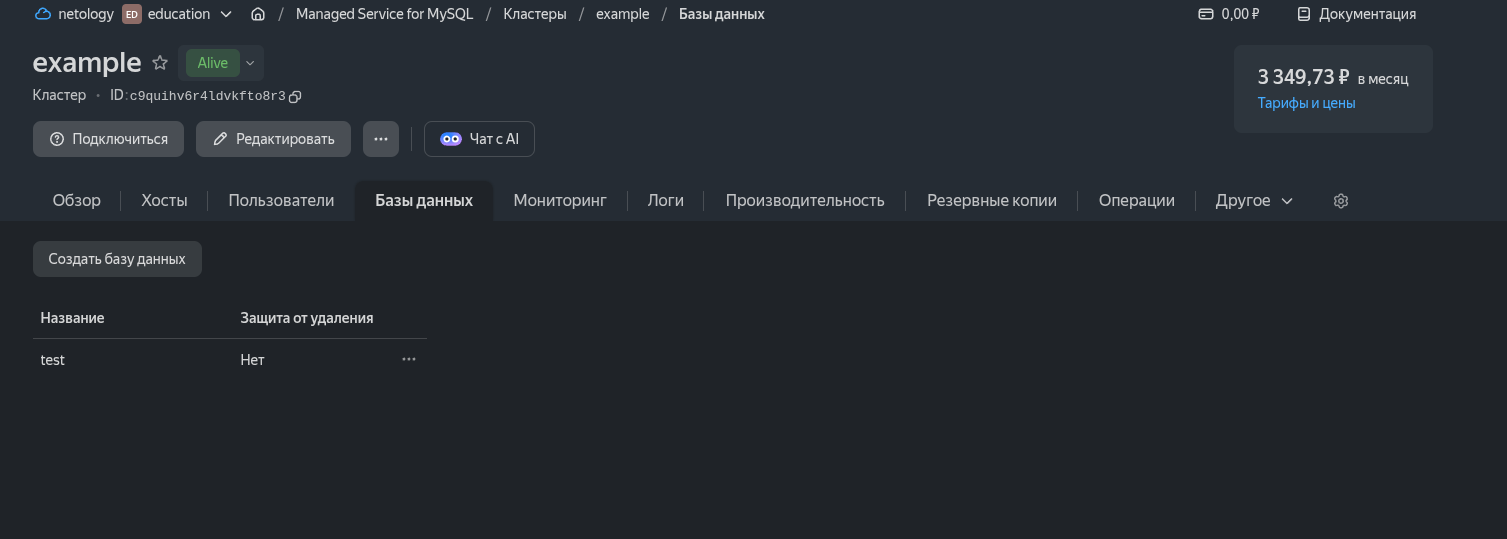 netology ED education / Managed Service for MySQL / Кластеры / example / Базы данных 0,00 ₽ Документация
example Alive
3 349,73 ₽ в месяц
Кластер • ID: c9quihv6r4ldvkfto8r3
Тарифы и цены
Подключиться Редактировать ••• Чат с AI
Обзор Хосты Пользователи Базы данных Мониторинг Логи Производительность Резервные копии Операции Другое
Создать базу данных
Название Защита от удаления
test Нет •••